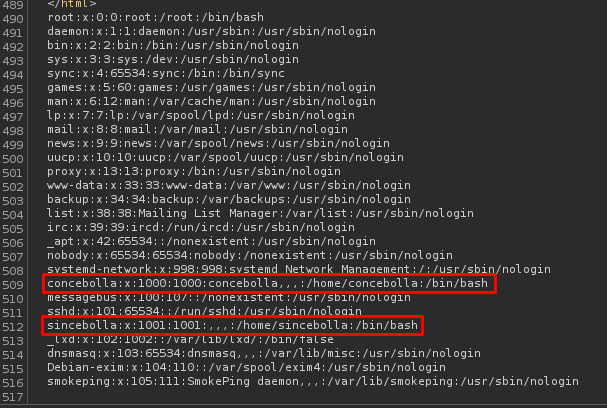 489 </html>
490 root:x:0:0:root:/root:/bin/bash
491 daemon:x:1:1:daemon:/usr/sbin:/usr/sbin/nologin
492 bin:x:2:2:bin:/bin:/usr/sbin/nologin
493 sys:x:3:3:sys:/dev:/usr/sbin/nologin
494 sync:x:4:65534:sync:/bin:/bin/sync
495 games:x:5:60:games:/usr/games:/usr/sbin/nologin
496 man:x:6:12:man:/var/cache/man:/usr/sbin/nologin
497 lp:x:7:7:lp:/var/spool/lpd:/usr/sbin/nologin
498 mail:x:8:8:mail:/var/mail:/usr/sbin/nologin
499 news:x:9:9:news:/var/spool/news:/usr/sbin/nologin
500 uucp:x:10:10:uucp:/var/spool/uucp:/usr/sbin/nologin
501 proxy:x:13:13:proxy:/bin:/usr/sbin/nologin
502 www-data:x:33:33:www-data:/var/www:/usr/sbin/nologin
503 backup:x:34:34:backup:/var/backups:/usr/sbin/nologin
504 list:x:38:38:Mailing List Manager:/var/list:/usr/sbin/nologin
505 irc:x:39:39:ircd:/run/ircd:/usr/sbin/nologin
506 _apt:x:42:65534::/nonexistent:/usr/sbin/nologin
507 nobody:x:65534:65534:nobody:/nonexistent:/usr/sbin/nologin
508 systemd-network:x:998:998:systemd Network Management:/:/usr/sbin/nologin
509 concebolla:x:1000:1000:concebolla,,,:/home/concebolla:/bin/bash
510 messagebus:x:100:107::/nonexistent:/usr/sbin/nologin
511 sshd:x:101:65534::/run/sshd:/usr/sbin/nologin
512 sincebolla:x:1001:1001:,,,:/home/sincebolla:/bin/bash
513 _lxd:x:102:1002::/var/lib/lxd/:/bin/false
514 dnsmasq:x:103:65534:dnsmasq,,,:/var/lib/misc:/usr/sbin/nologin
515 Debian-exim:x:104:110::/var/spool/exim4:/usr/sbin/nologin
516 smokeping:x:105:111:SmokePing daemon,,,:/var/lib/smokeping:/usr/sbin/nologin
517